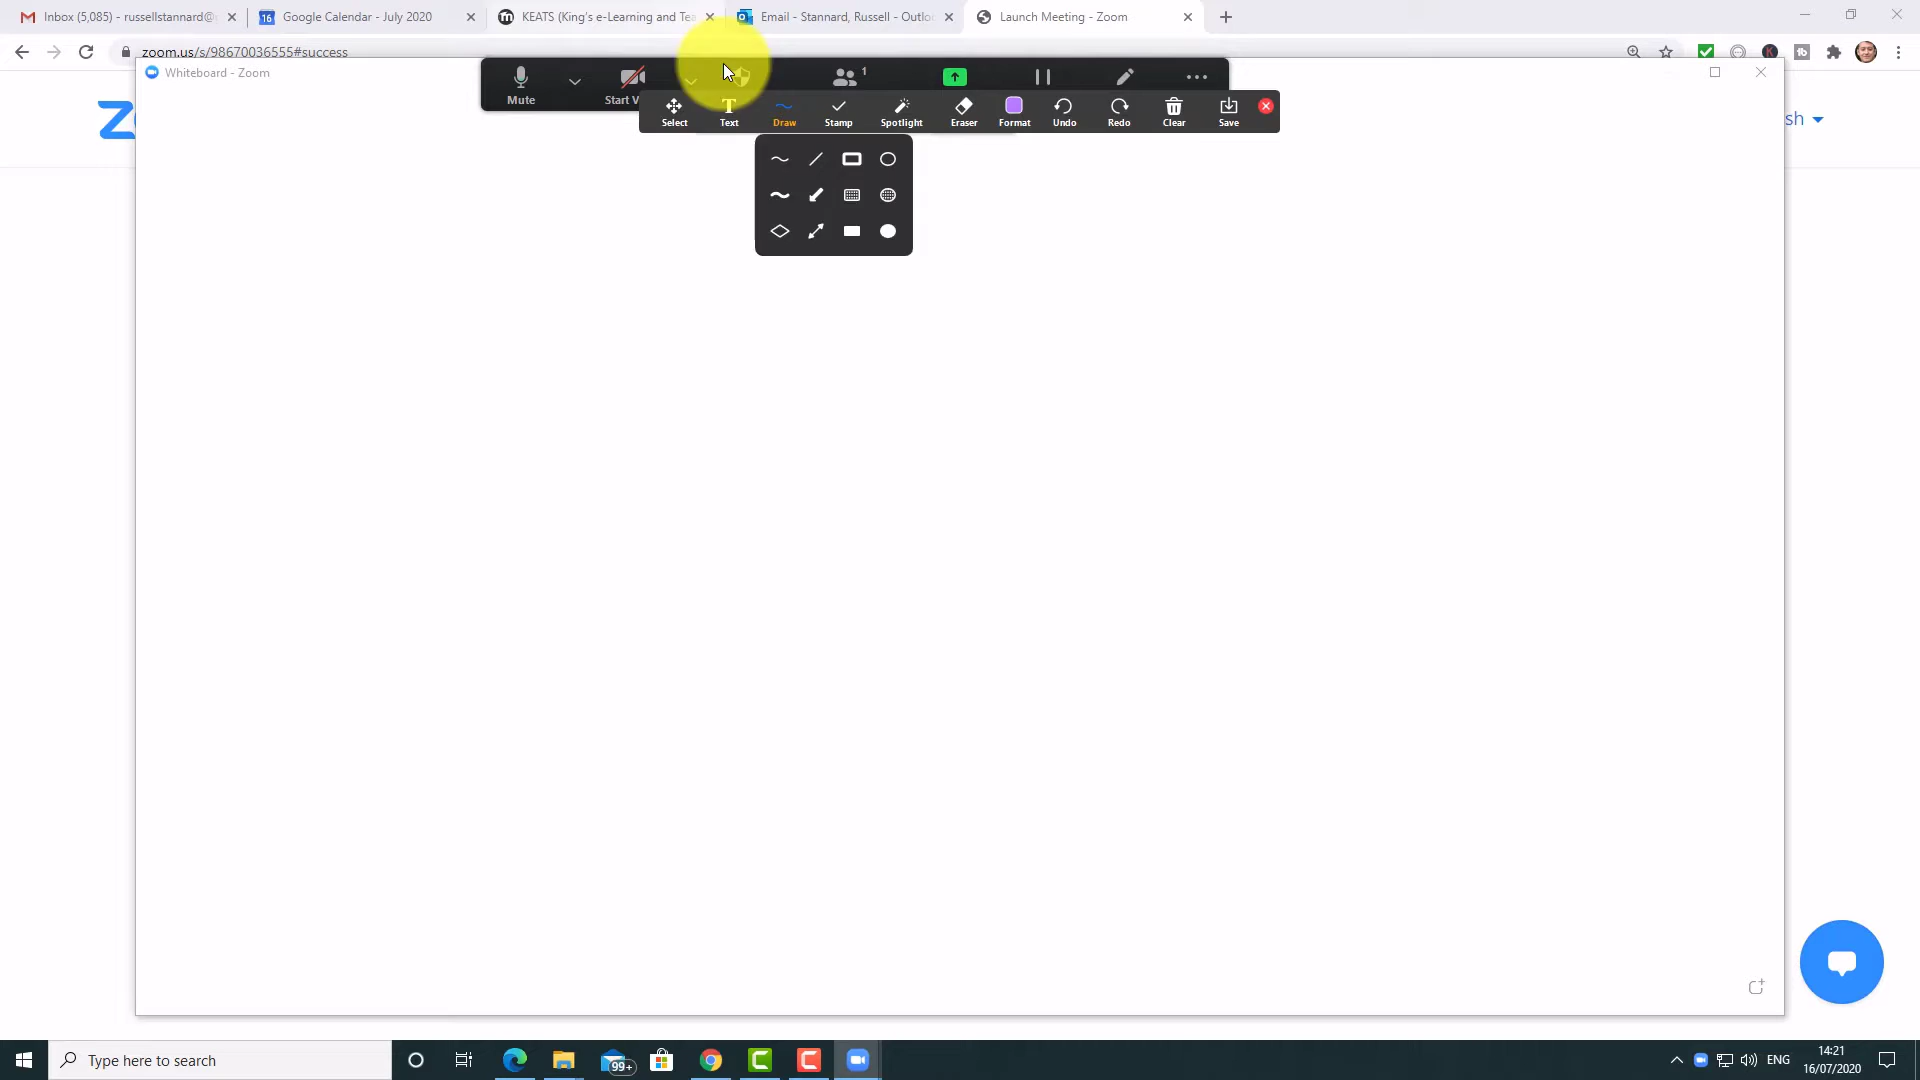 Inbox (5,085) - russellstannard@
16 Google Calendar - July 2020
KEATS (King's e-Learning and Tea
Email - Stannard, Russell - Outlo
Launch Meeting - Zoom
zoom.us/s/98670036555#success
Whiteboard - Zoom
1
Mute
Start V
Select
Text
Draw
Stamp
Spotlight
Eraser
Format
Undo
Redo
Clear
Save
sh
Type here to search
99+
ENG
14:21
16/07/2020